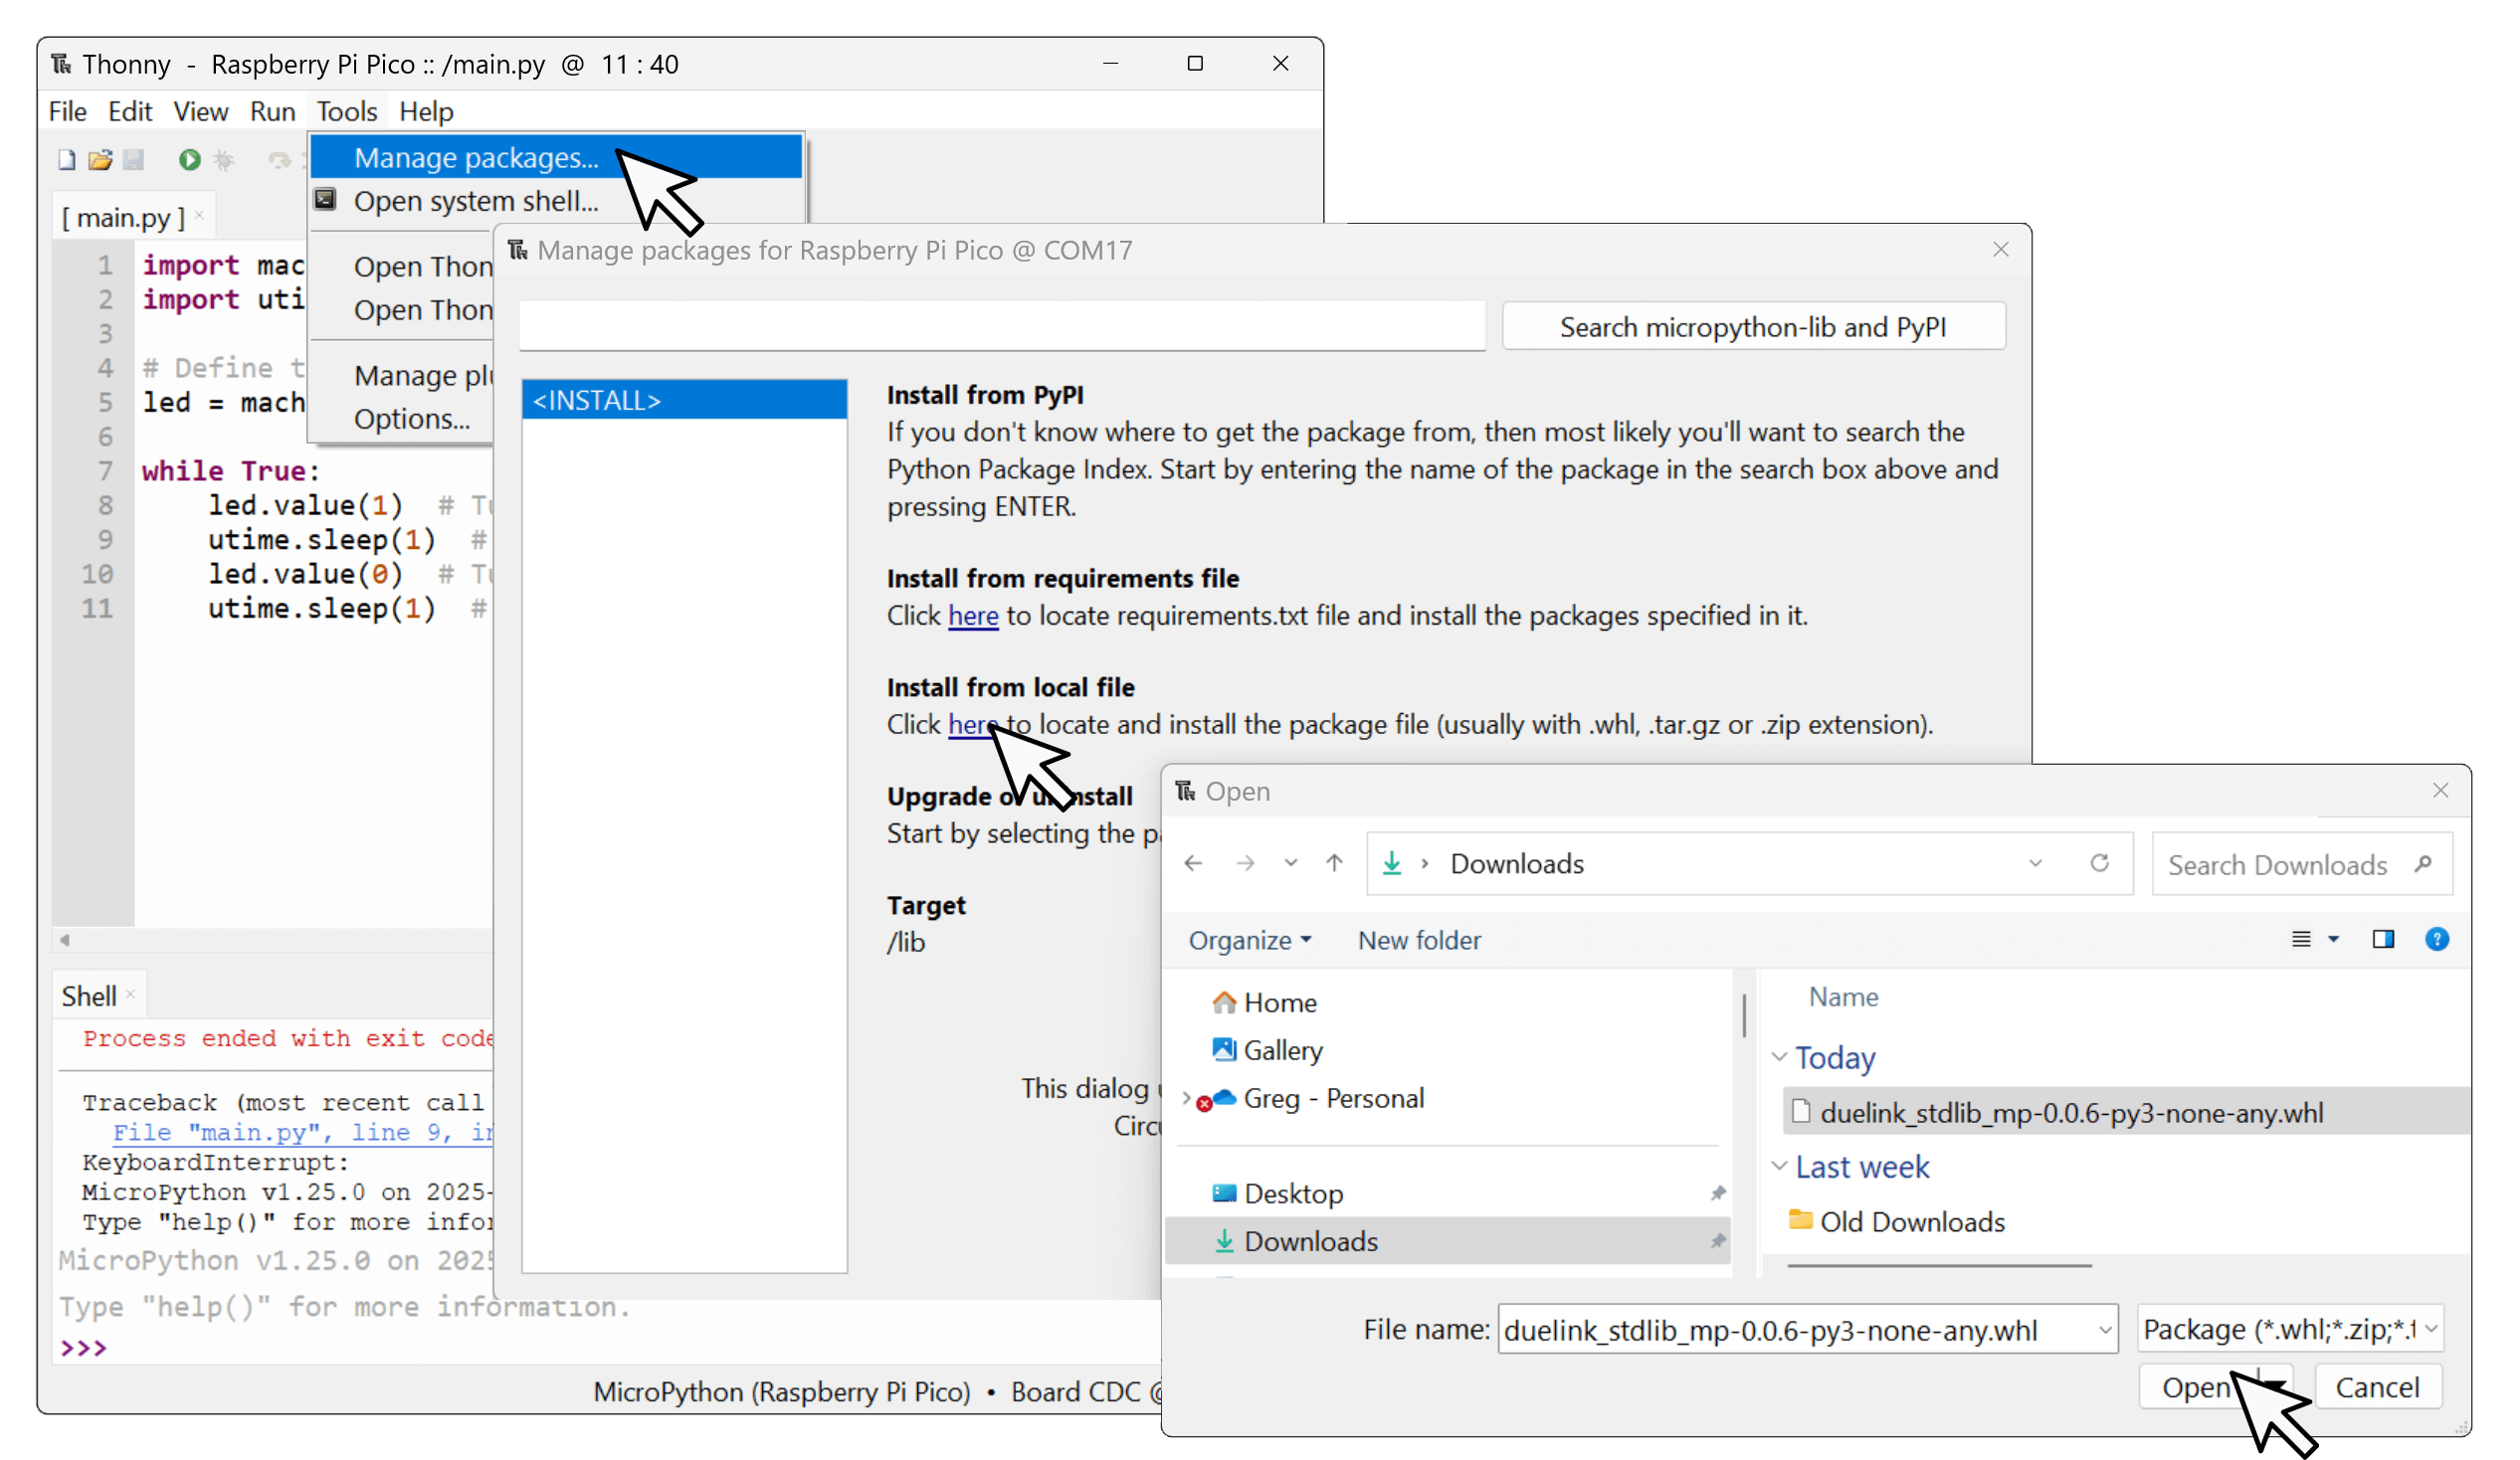 Thonny - Raspberry Pi Pico :: /main.py @ 11 : 40
File Edit View Run Tools Help
Manage packages...
Open system shell...
Open Thon
Open Thon
Manage plu
Options...
[ main.py ]
1 import mac
2 import uti
3
4 # Define t
5 led = mach
6
7 while True:
8 led.value(1) # Tu
9 utime.sleep(1) #
10 led.value(0) # Tu
11 utime.sleep(1) #
Shell
Process ended with exit code
Traceback (most recent call
File "main.py", line 9, in
KeyboardInterrupt:
MicroPython v1.25.0 on 2025-
Type "help()" for more infor
MicroPython v1.25.0 on 2025
Type "help()" for more information.
>>>
MicroPython (Raspberry Pi Pico) • Board CDC @
Manage packages for Raspberry Pi Pico @ COM17
Search micropython-lib and PyPI
<INSTALL>
Install from PyPI
If you don't know where to get the package from, then most likely you'll want to search the
Python Package Index. Start by entering the name of the package in the search box above and
pressing ENTER.
Install from requirements file
Click here to locate requirements.txt file and install the packages specified in it.
Install from local file
Click here to locate and install the package file (usually with .whl, .tar.gz or .zip extension).
Upgrade or uninstall
Start by selecting the pa
Target
/lib
This dialog
Circu
Open
Downloads
Search Downloads
Organize New folder
Home
Gallery
Greg - Personal
Desktop
Downloads
Name
Today
duelink_stdlib_mp-0.0.6-py3-none-any.whl
Last week
Old Downloads
File name: duelink_stdlib_mp-0.0.6-py3-none-any.whl
Package (*.whl;*.zip;*.t
Open Cancel